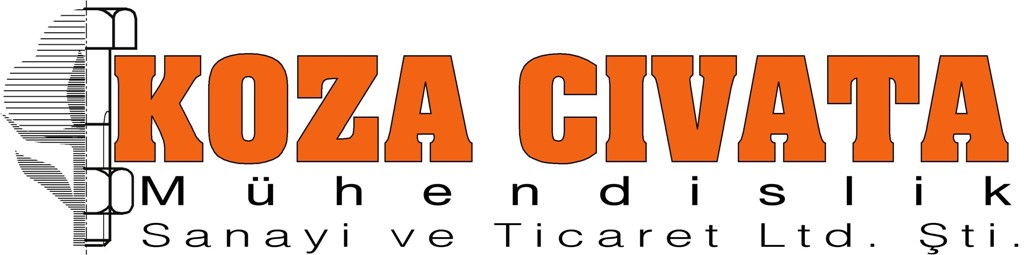 KOZA CIVATA
Mühendislik
Sanayi ve Ticaret Ltd. Şti.